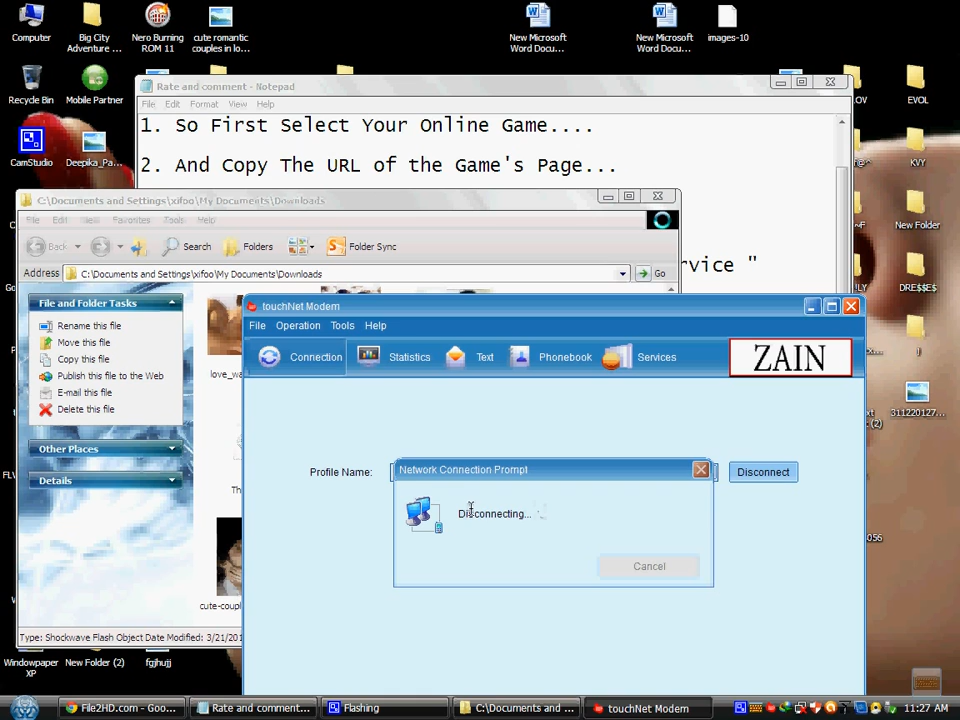 Computer
Big City
Adventure ...
Nero Burning
ROM 11
cute romantic
couples in lo...
New Microsoft
Word Docu...
New Microsoft
Word Docu...
images-10
Recycle Bin
Mobile Partner
EVOL
CamStudio
Deepika_Pa...
KVY
New Folder
DRE$$E$
j
311220127...
Rate and comment - Notepad
File Edit Format View Help
1. So First Select Your Online Game....
2. And Copy The URL of the Game's Page...
rvice "
C:\Documents and Settings\xifoo\My Documents\Downloads
File Edit View Favorites Tools Help
Back Search Folders Folder Sync
Address C:\Documents and Settings\xifoo\My Documents\Downloads Go
File and Folder Tasks
Rename this file
Move this file
Copy this file
Publish this file to the Web
E-mail this file
Delete this file
Other Places
Details
love_wa
Th
cute-coupl
Type: Shockwave Flash Object Date Modified: 3/21/201
touchNet Modem
File Operation Tools Help
Connection Statistics Text Phonebook Services
ZAIN
Profile Name:
Disconnect
Network Connection Prompt
Disconnecting...
Cancel
Windowpaper
XP
New Folder (2)
fgjhujj
File2HD.com - Goo...
Rate and comment...
Flashing
C:\Documents and ...
touchNet Modem
11:27 AM